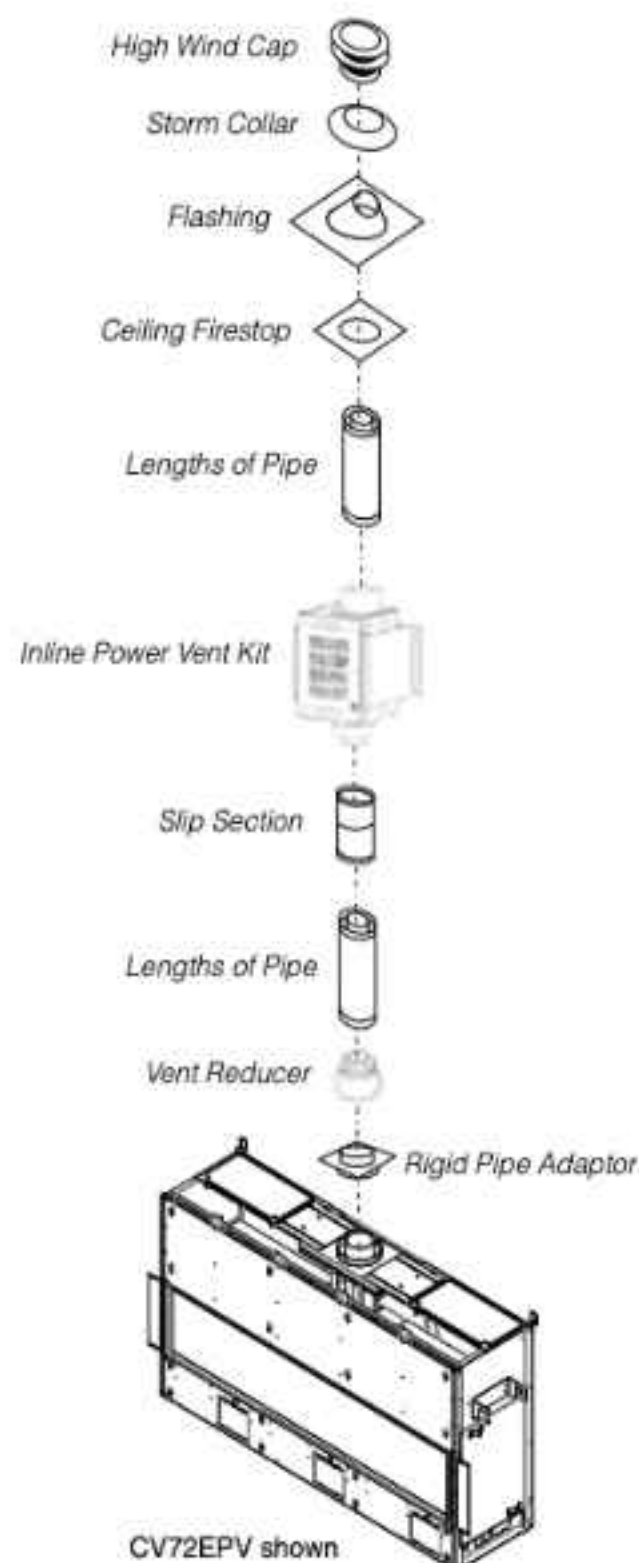 High Wind Cap
Storm Collar
Flashing
Ceiling Firestop
Lengths of Pipe
Inline Power Vent Kit
Slip Section
Lengths of Pipe
Vent Reducer
Rigid Pipe Adaptor
CV72EPV shown